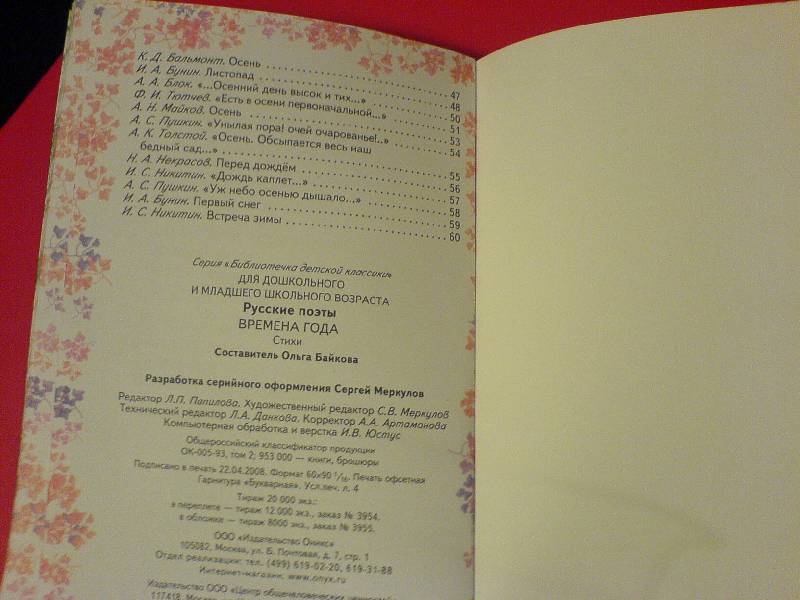 К. Д. Бальмонт. Осень ........ 47
И. А. Бунин. Листопад ........ 48
А. А. Блок. «...Осенний день высок и тих...» ........ 50
Ф. И. Тютчев. «Есть в осени первоначальной...» ........ 51
А. Н. Майков. Осень ........ 53
А. С. Пушкин. «Унылая пора! очей очарованье!..» ........ 54
А. К. Толстой. «Осень. Обсыпается весь наш
бедный сад...» ........ 55
Н. А. Некрасов. Перед дождём ........ 56
И. С. Никитин. «Дождь каплет...» ........ 57
А. С. Пушкин. «Уж небо осенью дышало...» ........ 58
И. А. Бунин. Первый снег ........ 59
И. С. Никитин. Встреча зимы ........ 60
Серия «Библиотечка детской классики»
ДЛЯ ДОШКОЛЬНОГО
И МЛАДШЕГО ШКОЛЬНОГО ВОЗРАСТА
Русские поэты
ВРЕМЕНА ГОДА
Стихи
Составитель Ольга Байкова
Разработка серийного оформления Сергей Меркулов
Редактор Л.П. Папилова. Художественный редактор С.В. Меркулов
Технический редактор Л.А. Данкова. Корректор А.А. Артамонова
Компьютерная обработка и верстка И.В. Юстус
Общероссийский классификатор продукции
ОК-005-93, том 2; 953 000 — книги, брошюры
Подписано в печать 22.04.2008. Формат 60х90 1/16. Печать офсетная
Гарнитура «Букварная». Усл.печ. л. 4
Тираж 20 000 экз.:
в переплете — тираж 12 000 экз., заказ № 3954.
в обложке — тираж 8000 экз., заказ № 3955.
ООО «Издательство Оникс»
105082, Москва, ул. Б. Почтовая, д. 7, стр. 1
Отдел реализации: тел. (499) 619-02-20, 619-31-88
Интернет-магазин: www.onyx.ru
Издательство ООО «Центр общечеловеческих ценностей»
117418, Москва